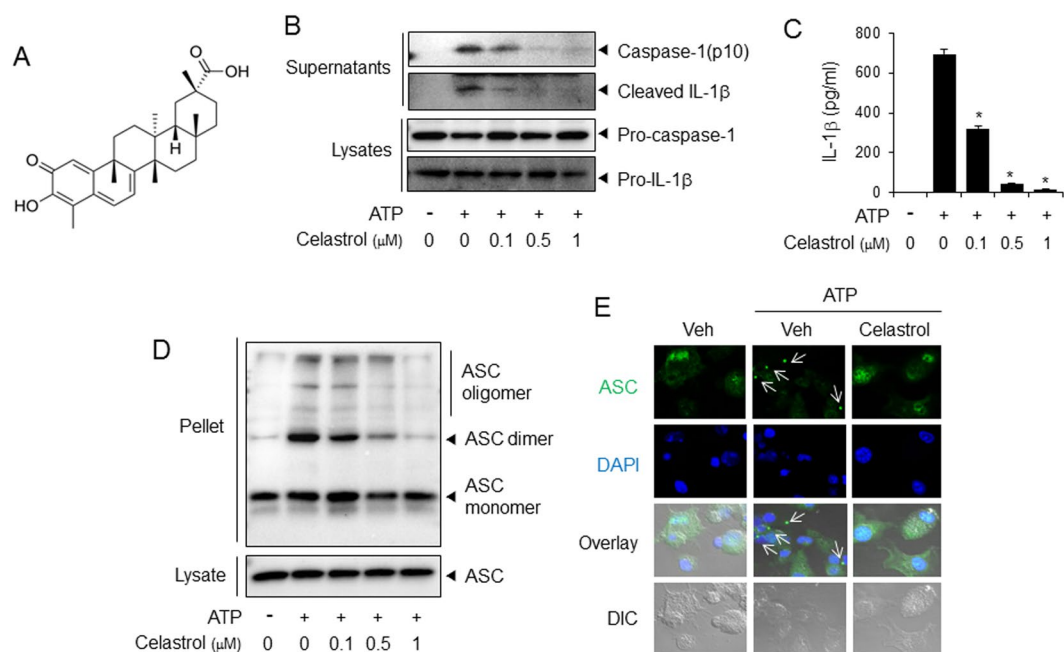 A
O
OH
O
HO
H
B
Supernatants
Caspase-1(p10)
Cleaved IL-1β
Lysates
Pro-caspase-1
Pro-IL-1β
ATP - + + + +
Celastrol (μM) 0 0 0.1 0.5 1
C
IL-1β (pg/ml)
800
600
400
200
0
* * *
ATP - + + + +
Celastrol (μM) 0 0 0.1 0.5 1
D
Pellet
ASC
oligomer
ASC dimer
ASC
monomer
Lysate
ASC
ATP - + + + +
Celastrol (μM) 0 0 0.1 0.5 1
E
ATP
Veh Veh Celastrol
ASC
DAPI
Overlay
DIC